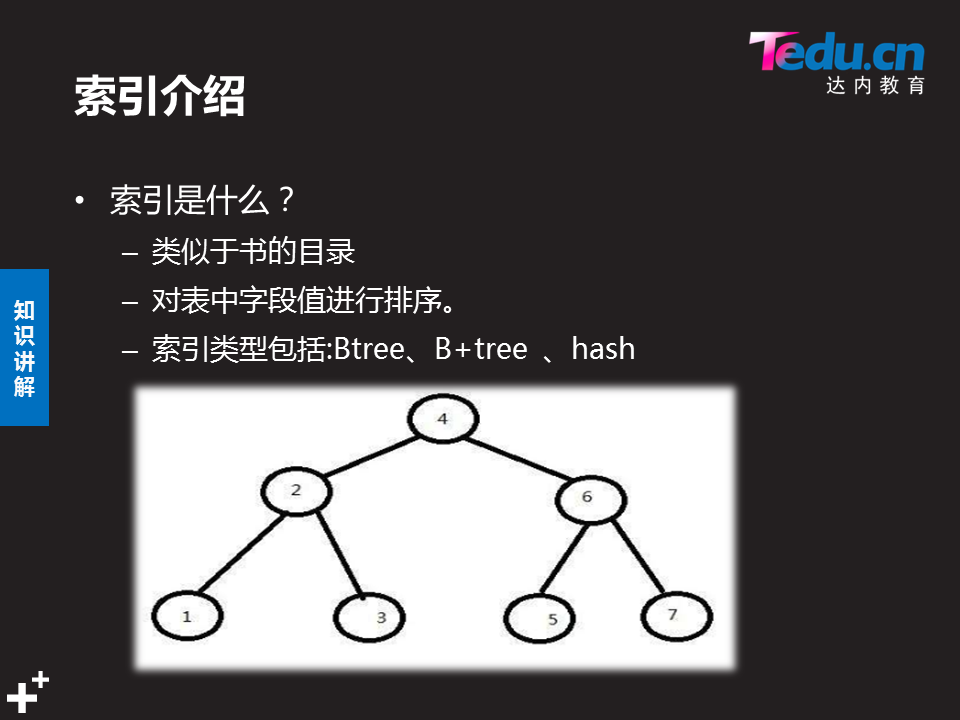 Tedu.cn
达内教育
索引介绍
• 索引是什么？
– 类似于书的目录
– 对表中字段值进行排序。
– 索引类型包括:Btree、B+tree 、hash
知识讲解
4
2
6
1
3
5
7